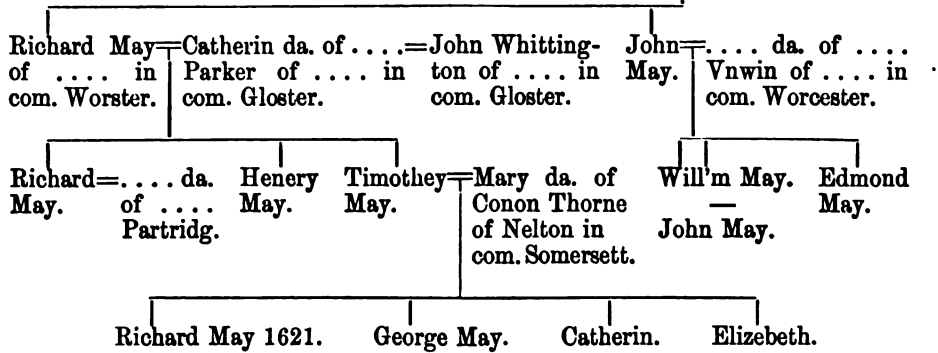 Richard May=Catherin da. of ....=John Whitting- John=.... da. of ....
of .... in Parker of .... in ton of .... in May. Vnwin of .... in
com. Worster. com. Gloster. com. Gloster. com. Worcester.
Richard=.... da. Henery Timothey=Mary da. of Will'm May. Edmond
May. of .... May. May. Conon Thorne — May.
Partridg. of Nelton in John May.
com. Somersett.
Richard May 1621. George May. Catherin. Elizebeth.